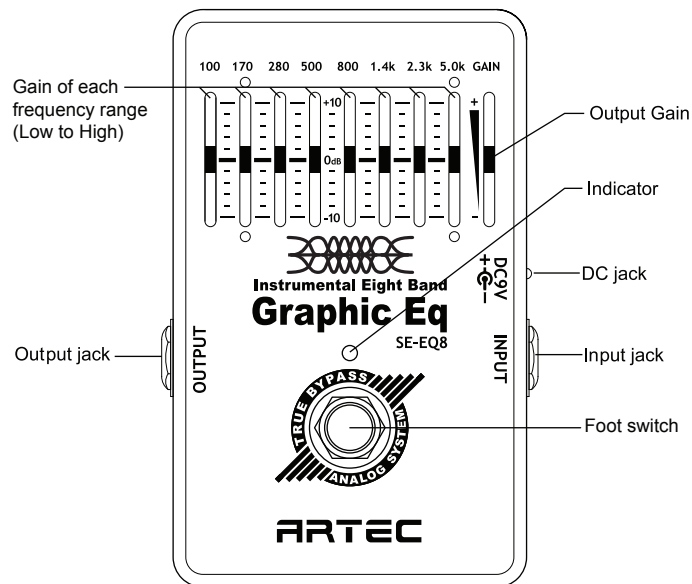 100 170 280 500 800 1.4k 2.3k 5.0k GAIN
Gain of each
frequency range
(Low to High)
+10
+
0dB
-10
-
Output Gain
Indicator
Instrumental Eight Band
Graphic Eq
SE-EQ8
DC9V
+ -
DC jack
Output jack
OUTPUT
INPUT
Input jack
TRUE BYPASS
ANALOG SYSTEM
Foot switch
ARTEC